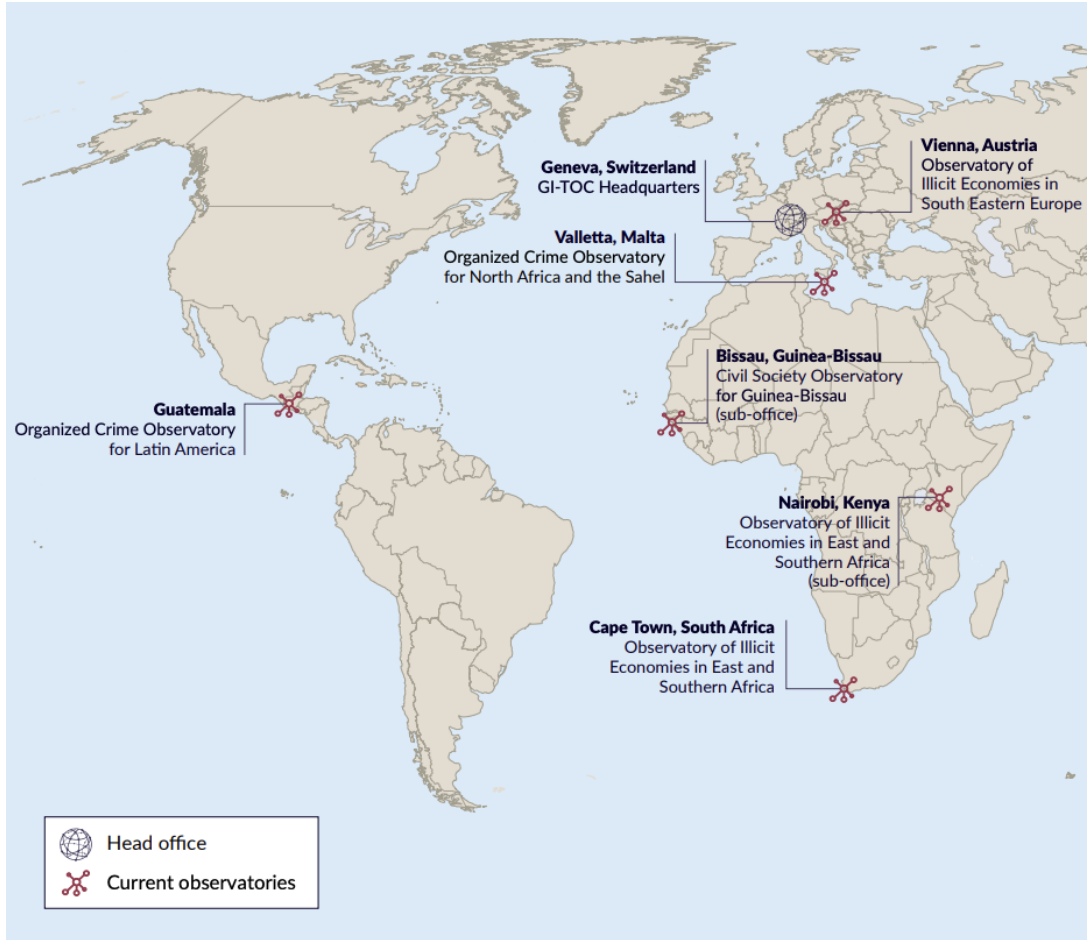 Geneva, Switzerland
GI-TOC Headquarters
Vienna, Austria
Observatory of
Illicit Economies in
South Eastern Europe
Valletta, Malta
Organized Crime Observatory
for North Africa and the Sahel
Bissau, Guinea-Bissau
Civil Society Observatory
for Guinea-Bissau
(sub-office)
Guatemala
Organized Crime Observatory
for Latin America
Nairobi, Kenya
Observatory of Illicit
Economies in East and
Southern Africa
(sub-office)
Cape Town, South Africa
Observatory of Illicit
Economies in East and
Southern Africa
Head office
Current observatories